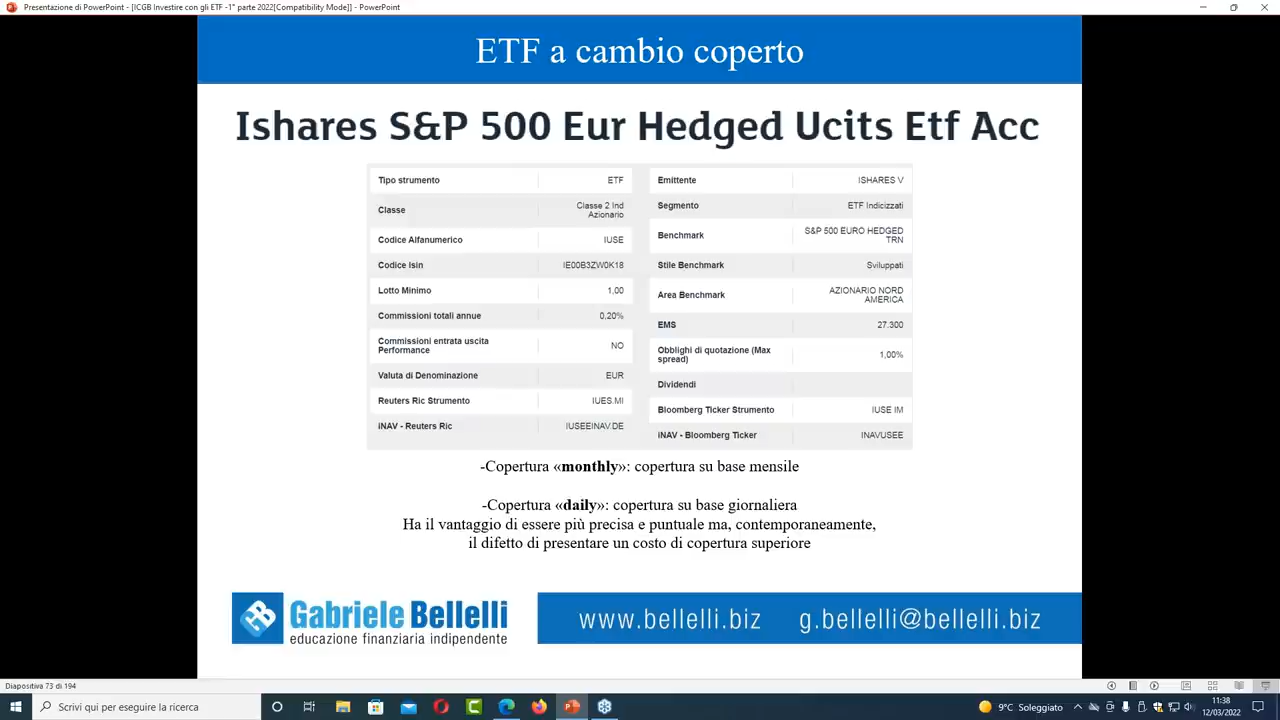 Presentazione di PowerPoint - [ICGB Investire con gli ETF -1° parte 2022[Compatibility Mode]] - PowerPoint
ETF a cambio coperto
Ishares S&P 500 Eur Hedged Ucits Etf Acc
Tipo strumento ETF
Classe Classe 2 Ind
Azionario
Codice Alfanumerico IUSE
Codice Isin IE00B3ZW0K18
Lotto Minimo 1,00
Commissioni totali annue 0,20%
Commissioni entrata uscita
Performance NO
Valuta di Denominazione EUR
Reuters Ric Strumento IUES.MI
iNAV - Reuters Ric IUSEEINAV.DE
Emittente ISHARES V
Segmento ETF Indicizzati
Benchmark S&P 500 EURO HEDGED
TRN
Stile Benchmark Sviluppati
Area Benchmark AZIONARIO NORD
AMERICA
EMS 27.300
Obblighi di quotazione (Max
spread) 1,00%
Dividendi
Bloomberg Ticker Strumento IUSE IM
iNAV - Bloomberg Ticker INAVUSEE
-Copertura «monthly»: copertura su base mensile
-Copertura «daily»: copertura su base giornaliera
Ha il vantaggio di essere più precisa e puntuale ma, contemporaneamente,
il difetto di presentare un costo di copertura superiore
Gabriele Bellelli
educazione finanziaria indipendente
www.bellelli.biz g.bellelli@bellelli.biz
Diapositiva 73 di 194
Scrivi qui per eseguire la ricerca
9°C Soleggiato
11:38
12/03/2022